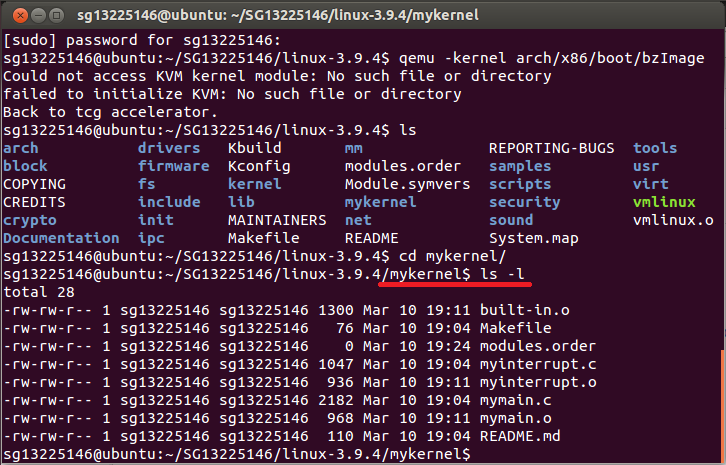 sg13225146@ubuntu: ~/SG13225146/linux-3.9.4/mykernel
[sudo] password for sg13225146:
sg13225146@ubuntu:~/SG13225146/linux-3.9.4$ qemu -kernel arch/x86/boot/bzImage
Could not access KVM kernel module: No such file or directory
failed to initialize KVM: No such file or directory
Back to tcg accelerator.
sg13225146@ubuntu:~/SG13225146/linux-3.9.4$ ls
arch drivers Kbuild mm REPORTING-BUGS tools
block firmware Kconfig modules.order samples usr
COPYING fs kernel Module.symvers scripts virt
CREDITS include lib mykernel security vmlinux
crypto init MAINTAINERS net sound vmlinux.o
Documentation ipc Makefile README System.map
sg13225146@ubuntu:~/SG13225146/linux-3.9.4$ cd mykernel/
sg13225146@ubuntu:~/SG13225146/linux-3.9.4/mykernel$ ls -l
total 28
-rw-rw-r-- 1 sg13225146 sg13225146 1300 Mar 10 19:11 built-in.o
-rw-rw-r-- 1 sg13225146 sg13225146 76 Mar 10 19:04 Makefile
-rw-rw-r-- 1 sg13225146 sg13225146 0 Mar 10 19:24 modules.order
-rw-rw-r-- 1 sg13225146 sg13225146 1047 Mar 10 19:04 myinterrupt.c
-rw-rw-r-- 1 sg13225146 sg13225146 936 Mar 10 19:11 myinterrupt.o
-rw-rw-r-- 1 sg13225146 sg13225146 2182 Mar 10 19:04 mymain.c
-rw-rw-r-- 1 sg13225146 sg13225146 968 Mar 10 19:11 mymain.o
-rw-rw-r-- 1 sg13225146 sg13225146 110 Mar 10 19:04 README.md
sg13225146@ubuntu:~/SG13225146/linux-3.9.4/mykernel$